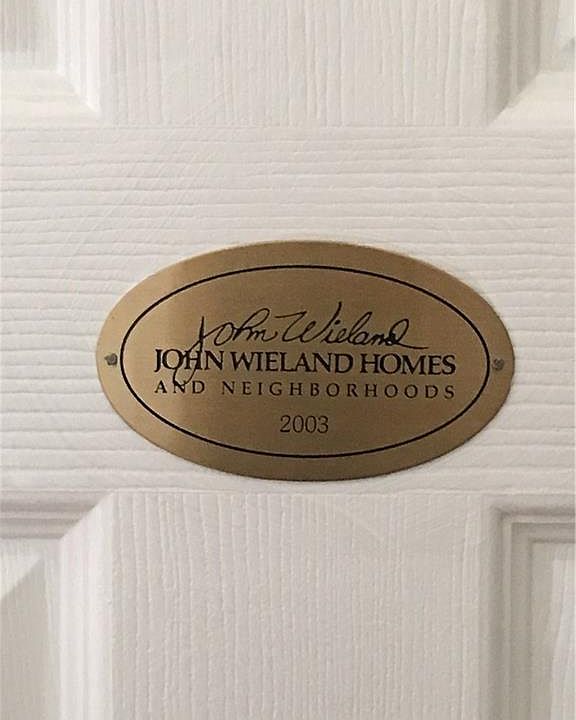 John Wieland
JOHN WIELAND HOMES
AND NEIGHBORHOODS
2003